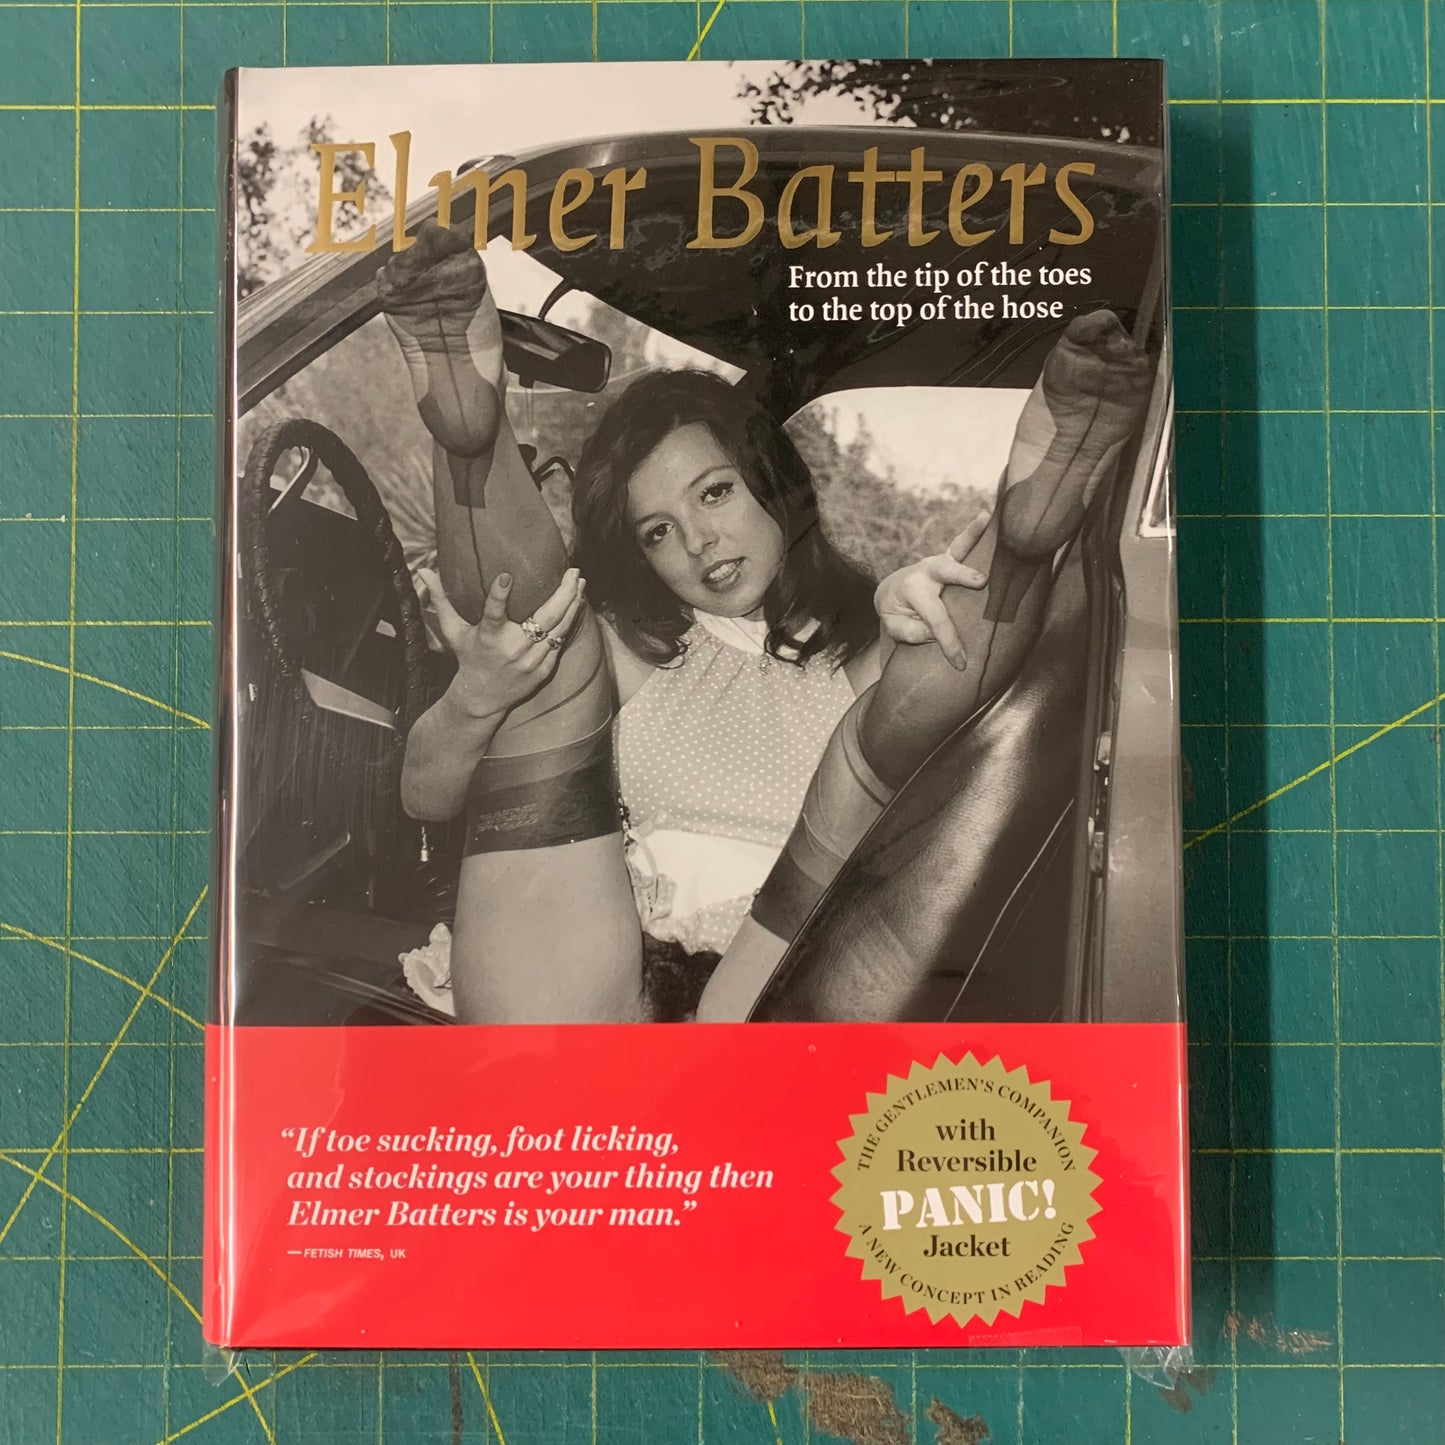 Elmer Batters
From the tip of the toes
to the top of the hose
“If toe sucking, foot licking,
and stockings are your thing then
Elmer Batters is your man.”
— FETISH TIMES, UK
THE GENTLEMEN'S COMPANION
with
Reversible
PANIC!
Jacket
A NEW CONCEPT IN READING